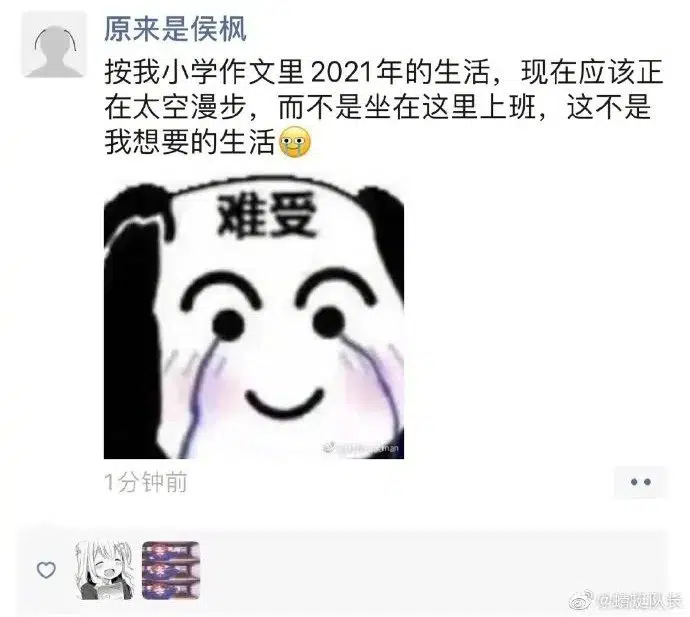 原来是侯枫
按我小学作文里2021年的生活，现在应该正
在太空漫步，而不是坐在这里上班，这不是
我想要的生活🥹
难受
1分钟前
@蜻蜓队长